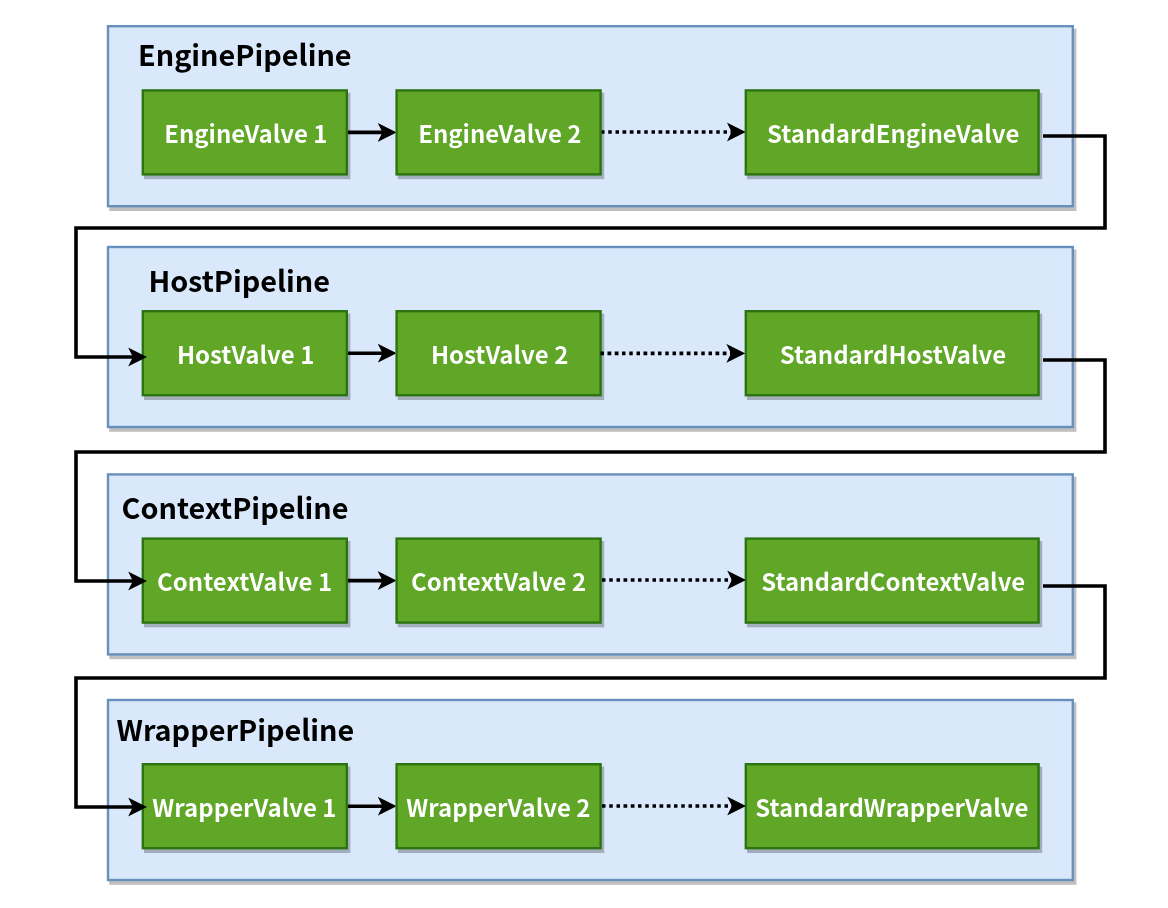 EnginePipeline
EngineValve 1
EngineValve 2
StandardEngineValve
HostPipeline
HostValve 1
HostValve 2
StandardHostValve
ContextPipeline
ContextValve 1
ContextValve 2
StandardContextValve
WrapperPipeline
WrapperValve 1
WrapperValve 2
StandardWrapperValve